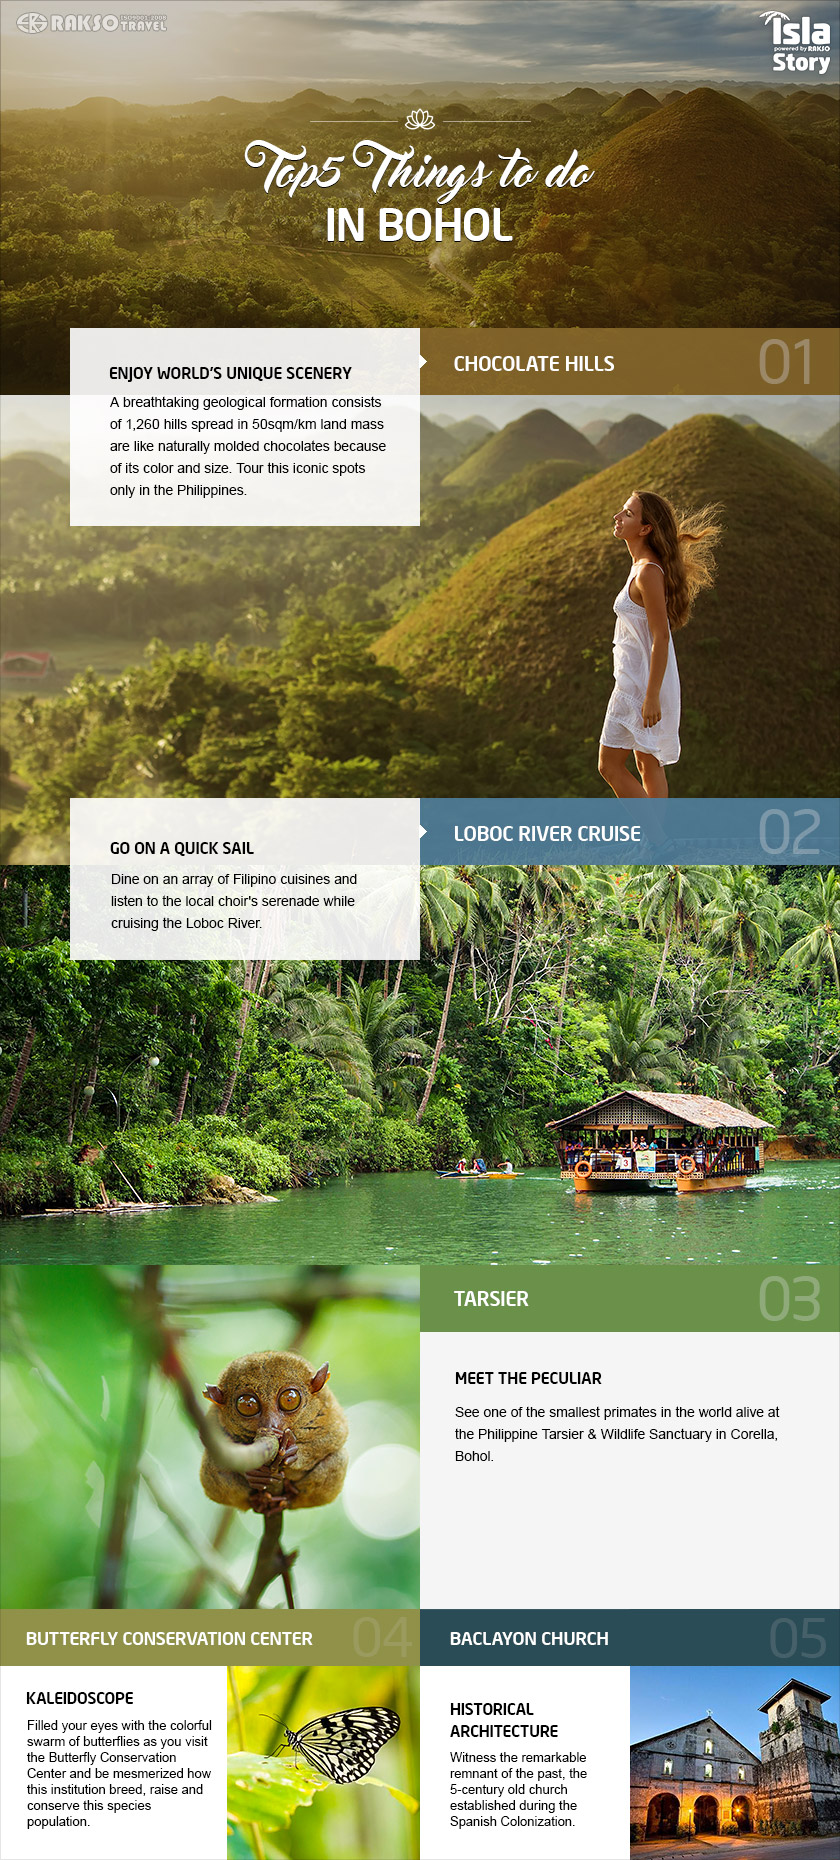 RAKSO TRAVEL
ISO9001:2008
Isla
powered by RAKSO
Story
Top5 Things to do
IN BOHOL
CHOCOLATE HILLS
01
ENJOY WORLD'S UNIQUE SCENERY
A breathtaking geological formation consists
of 1,260 hills spread in 50sqm/km land mass
are like naturally molded chocolates because
of its color and size. Tour this iconic spots
only in the Philippines.
LOBOC RIVER CRUISE
02
GO ON A QUICK SAIL
Dine on an array of Filipino cuisines and
listen to the local choir's serenade while
cruising the Loboc River.
3
TARSIER
03
MEET THE PECULIAR
See one of the smallest primates in the world alive at
the Philippine Tarsier & Wildlife Sanctuary in Corella,
Bohol.
BUTTERFLY CONSERVATION CENTER
04
KALEIDOSCOPE
Filled your eyes with the colorful
swarm of butterflies as you visit
the Butterfly Conservation
Center and be mesmerized how
this institution breed, raise and
conserve this species
population.
BACLAYON CHURCH
05
HISTORICAL
ARCHITECTURE
Witness the remarkable
remnant of the past, the
5-century old church
established during the
Spanish Colonization.